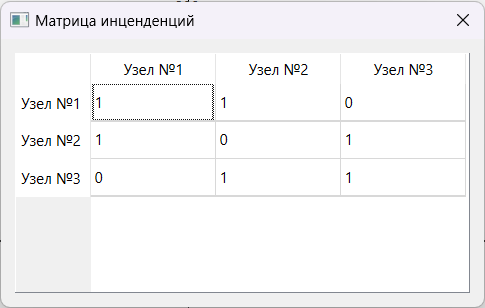 Матрица инценденций
Узел №1 Узел №2 Узел №3
Узел №1 1 1 0
Узел №2 1 0 1
Узел №3 0 1 1